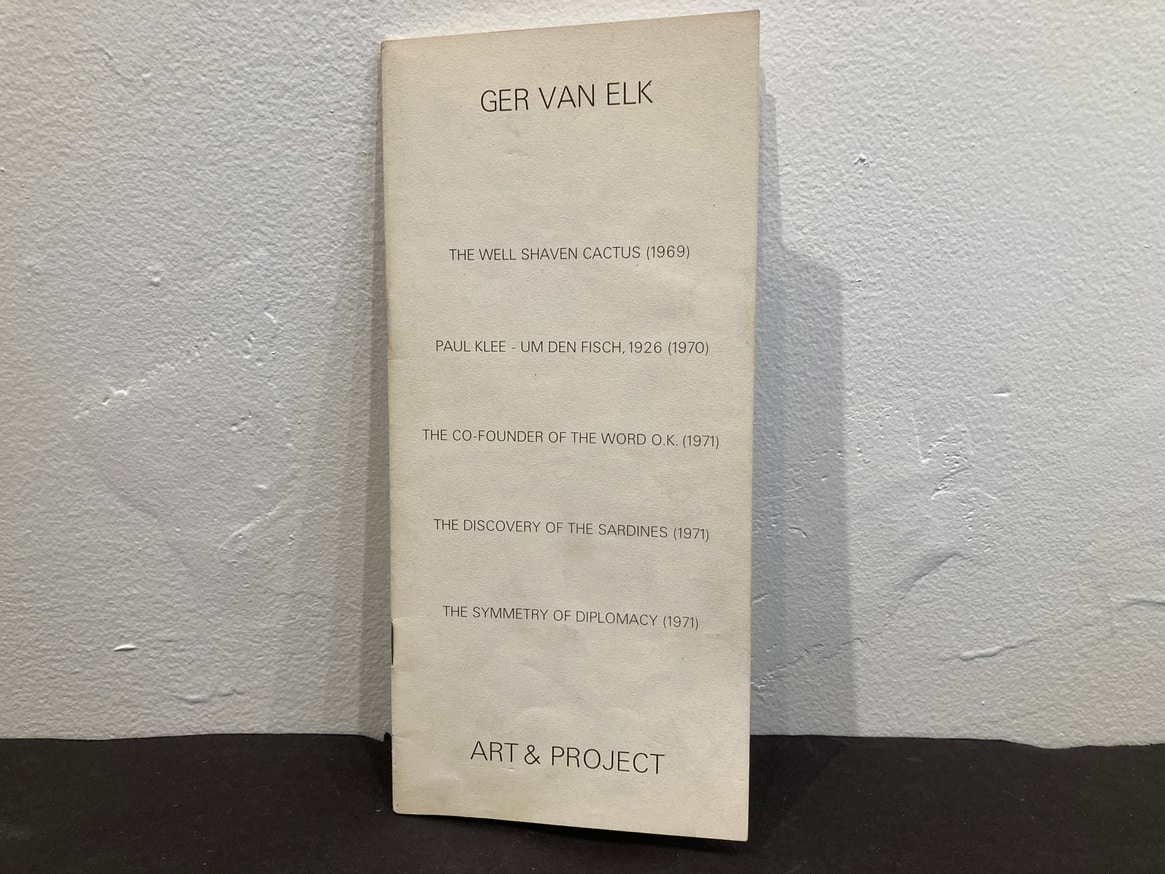 GER VAN ELK
THE WELL SHAVEN CACTUS (1969)
PAUL KLEE - UM DEN FISCH, 1926 (1970)
THE CO-FOUNDER OF THE WORD O.K. (1971)
THE DISCOVERY OF THE SARDINES (1971)
THE SYMMETRY OF DIPLOMACY (1971)
ART & PROJECT